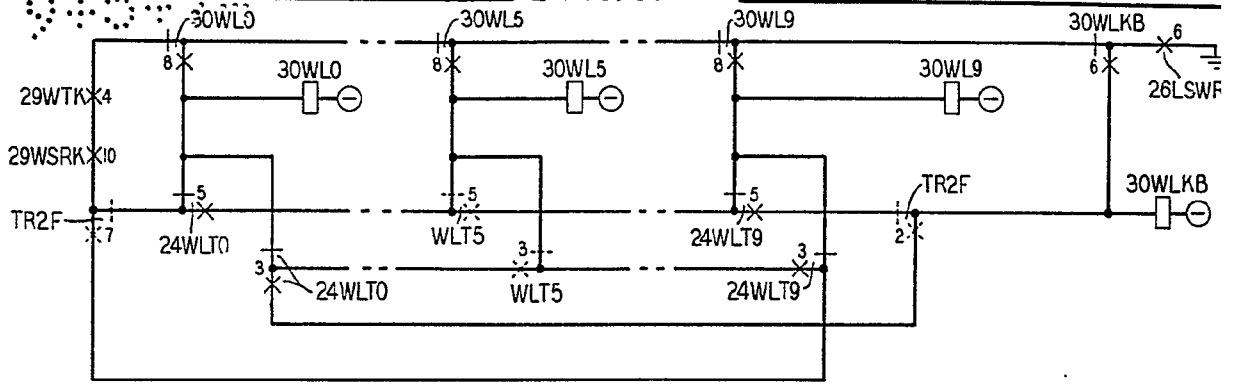 30WL0 30WL5 30WL9 30WLKB 6
8 8 8 6
30WL0 30WL5 30WL9 26LSWR
29WTK 4
29WSRK 10
5 5 5 TR2F 30WLKB
TR2F 7 24WLT0 WLT5 24WLT9 2
3 24WLT0 3 WLT5 3 24WLT9